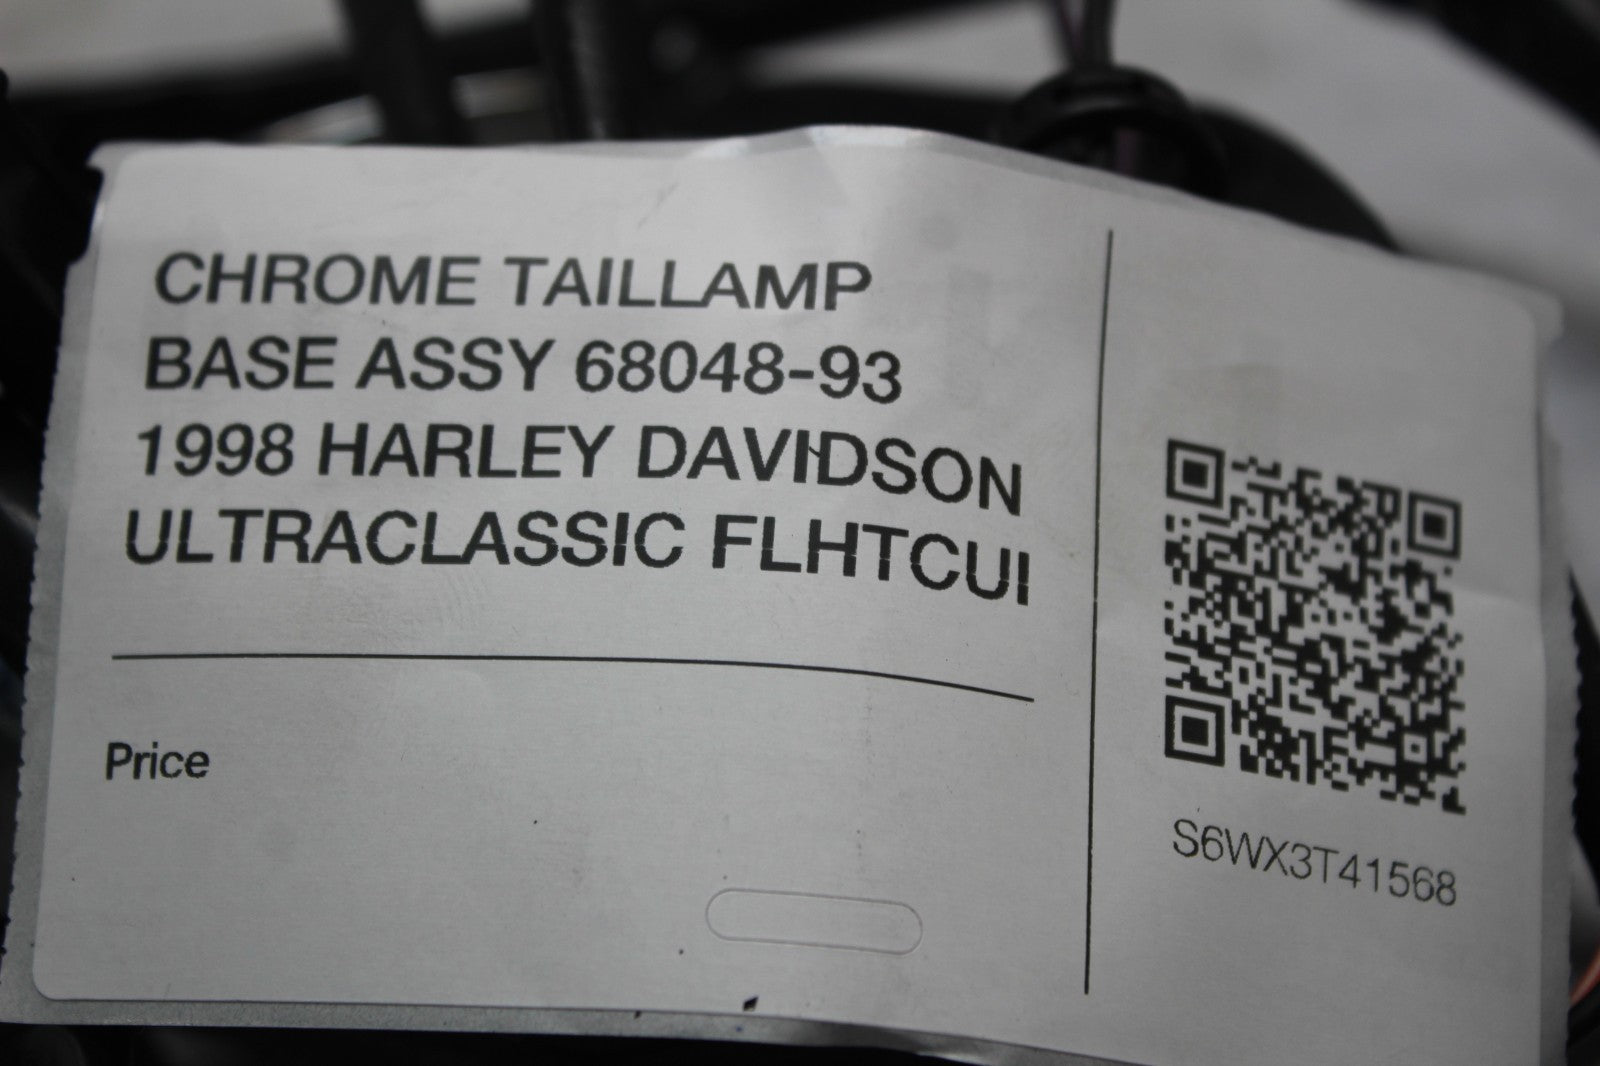 CHROME TAILLAMP
BASE ASSY 68048-93
1998 HARLEY DAVIDSON
ULTRACLASSIC FLHTCUI
Price
S6WX3T41568